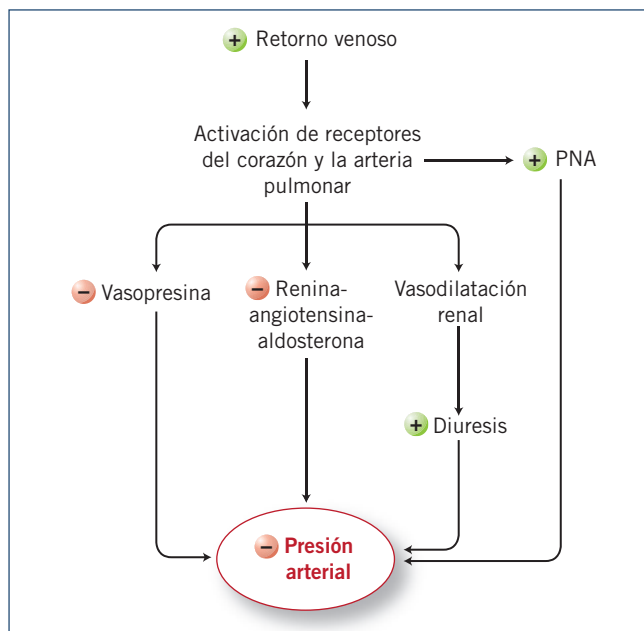 + Retorno venoso
Activación de receptores
del corazón y la arteria
pulmonar
+ PNA
- Vasopresina
- Renina-
angiotensina-
aldosterona
Vasodilatación
renal
+ Diuresis
- Presión
arterial